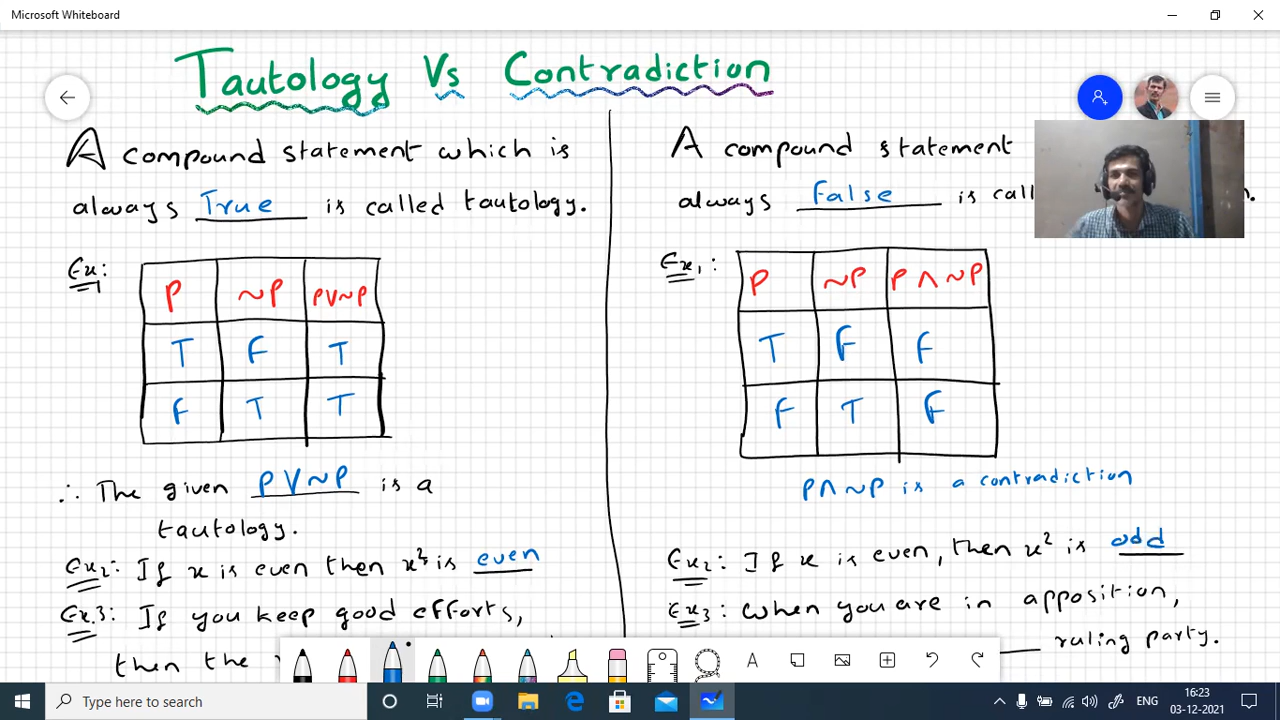 Microsoft Whiteboard
Tautology Vs Contradiction
A compound statement which is
always True is called tautology.
Ex1:
P ~P P∨~P
T F T
F T T
∴ The given P∨~P is a
tautology.
Ex2: If x is even then x² is even
Ex.3: If you keep good efforts,
then the
A compound statement
always False is call
Ex1:
P ~P P ∧ ~P
T F F
F T F
P∧ ~P is a contradiction
Ex2: If x is even, then x² is odd
Ex3: When you are in apposition,
ruling party.
A
Type here to search
ENG
16:23
03-12-2021